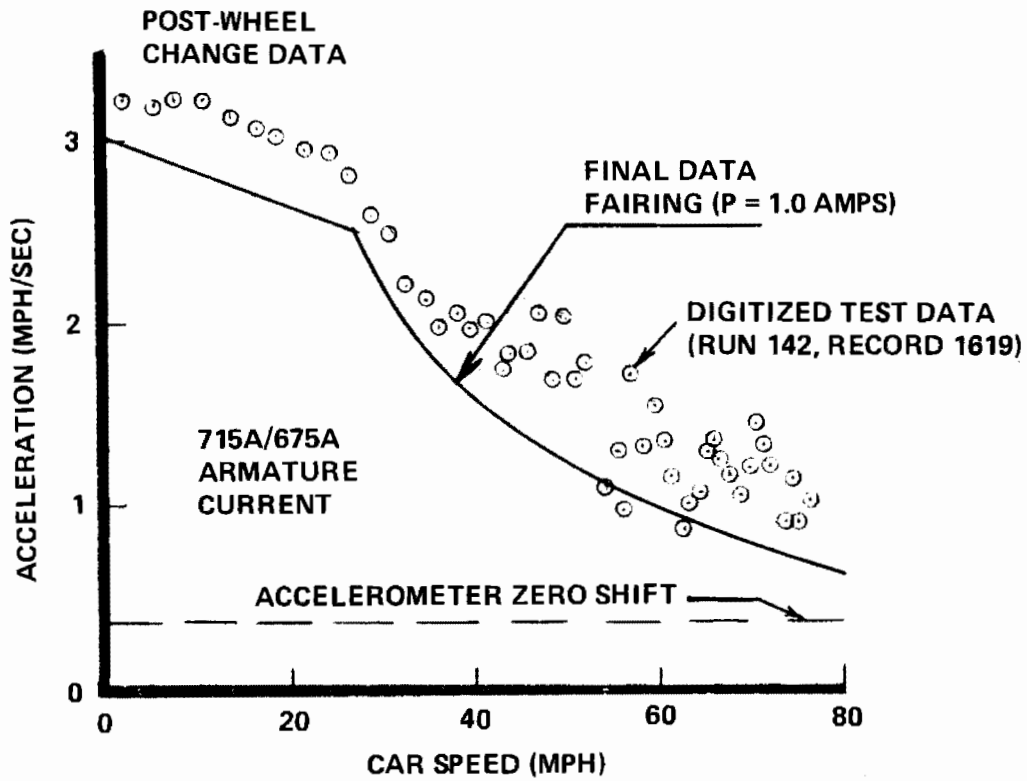 POST-WHEEL
CHANGE DATA
3
2
1
0
ACCELERATION (MPH/SEC)
FINAL DATA
FAIRING (P = 1.0 AMPS)
DIGITIZED TEST DATA
(RUN 142, RECORD 1619)
715A/675A
ARMATURE
CURRENT
ACCELEROMETER ZERO SHIFT
0
20
40
60
80
CAR SPEED (MPH)